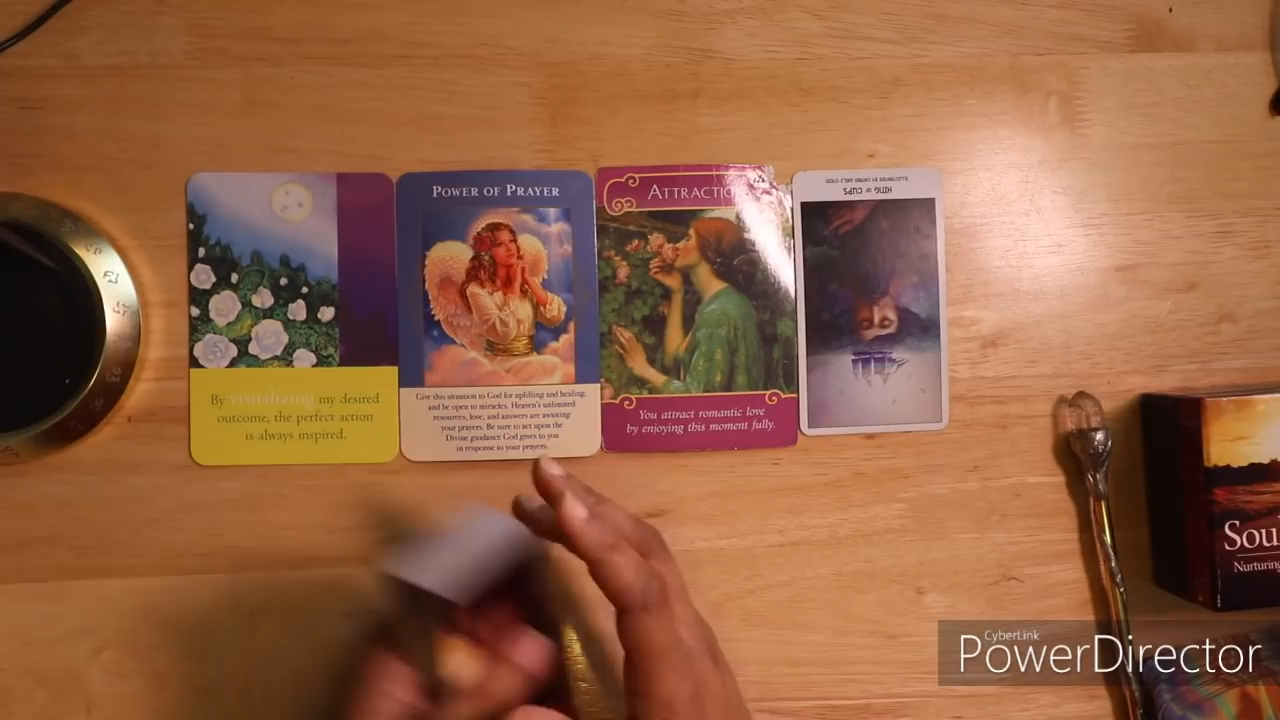 By visualizing my desired
outcome, the perfect action
is always inspired.
POWER OF PRAYER
Give this situation to God for uplifting and healing,
and be open to miracles. Heaven's unlimited
resources, love, and answers are awaiting
your prayers. Be sure to act upon the
Divine guidance God gives to you
in response to your prayers.
ATTRACTIO
You attract romantic love
by enjoying this moment fully.
KING OF CUPS
Sou
Nurturing
CyberLink
PowerDirector